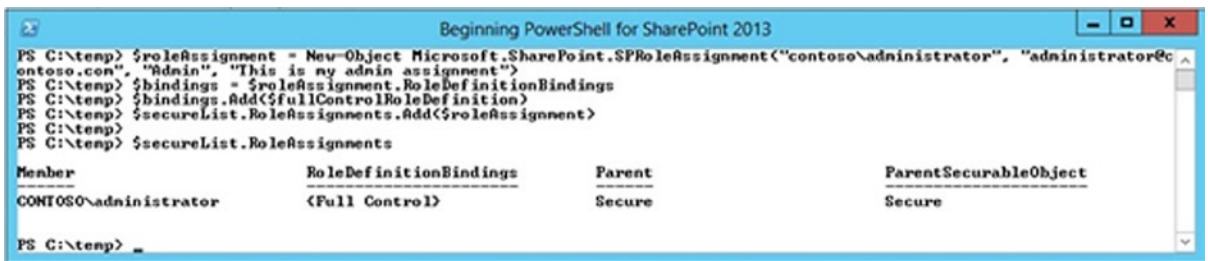 Beginning PowerShell for SharePoint 2013
PS C:\temp> $roleAssignment = New-Object Microsoft.SharePoint.SPRoleAssignment("contoso\administrator", "administrator@c
ontoso.com", "Admin", "This is my admin assignment")
PS C:\temp> $bindings = $roleAssignment.RoleDefinitionBindings
PS C:\temp> $bindings.Add($fullControlRoleDefinition)
PS C:\temp> $secureList.RoleAssignments.Add($roleAssignment)
PS C:\temp>
PS C:\temp> $secureList.RoleAssignments
Member RoleDefinitionBindings Parent ParentSecurableObject
------ ---------------------- ------ ---------------------
CONTOSO\administrator {Full Control} Secure Secure
PS C:\temp> _